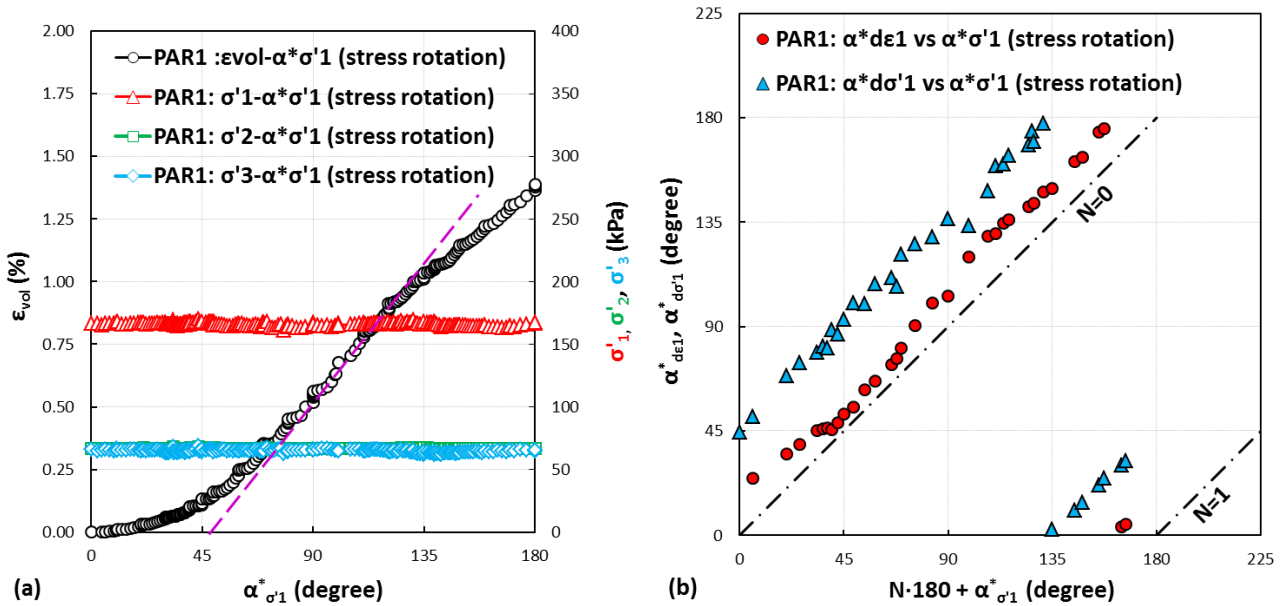 2.00
1.75
1.50
1.25
1.00
0.75
0.50
0.25
0.00
εvol (%)
400
350
300
250
200
150
100
50
0
σ'1, σ'2, σ'3 (kPa)
PAR1 :εvol-α*σ'1 (stress rotation)
PAR1: σ'1-α*σ'1 (stress rotation)
PAR1: σ'2-α*σ'1 (stress rotation)
PAR1: σ'3-α*σ'1 (stress rotation)
0 45 90 135 180
(a) α*σ'1 (degree)
225
180
135
90
45
0
α*dε1, α*dσ'1 (degree)
PAR1: α*dε1 vs α*σ'1
PAR1: α*dσ'1 vs α*σ'1
N=0
N=1
0 45 90 135 180 225
(b) N·180 + α*σ'1 (degree)